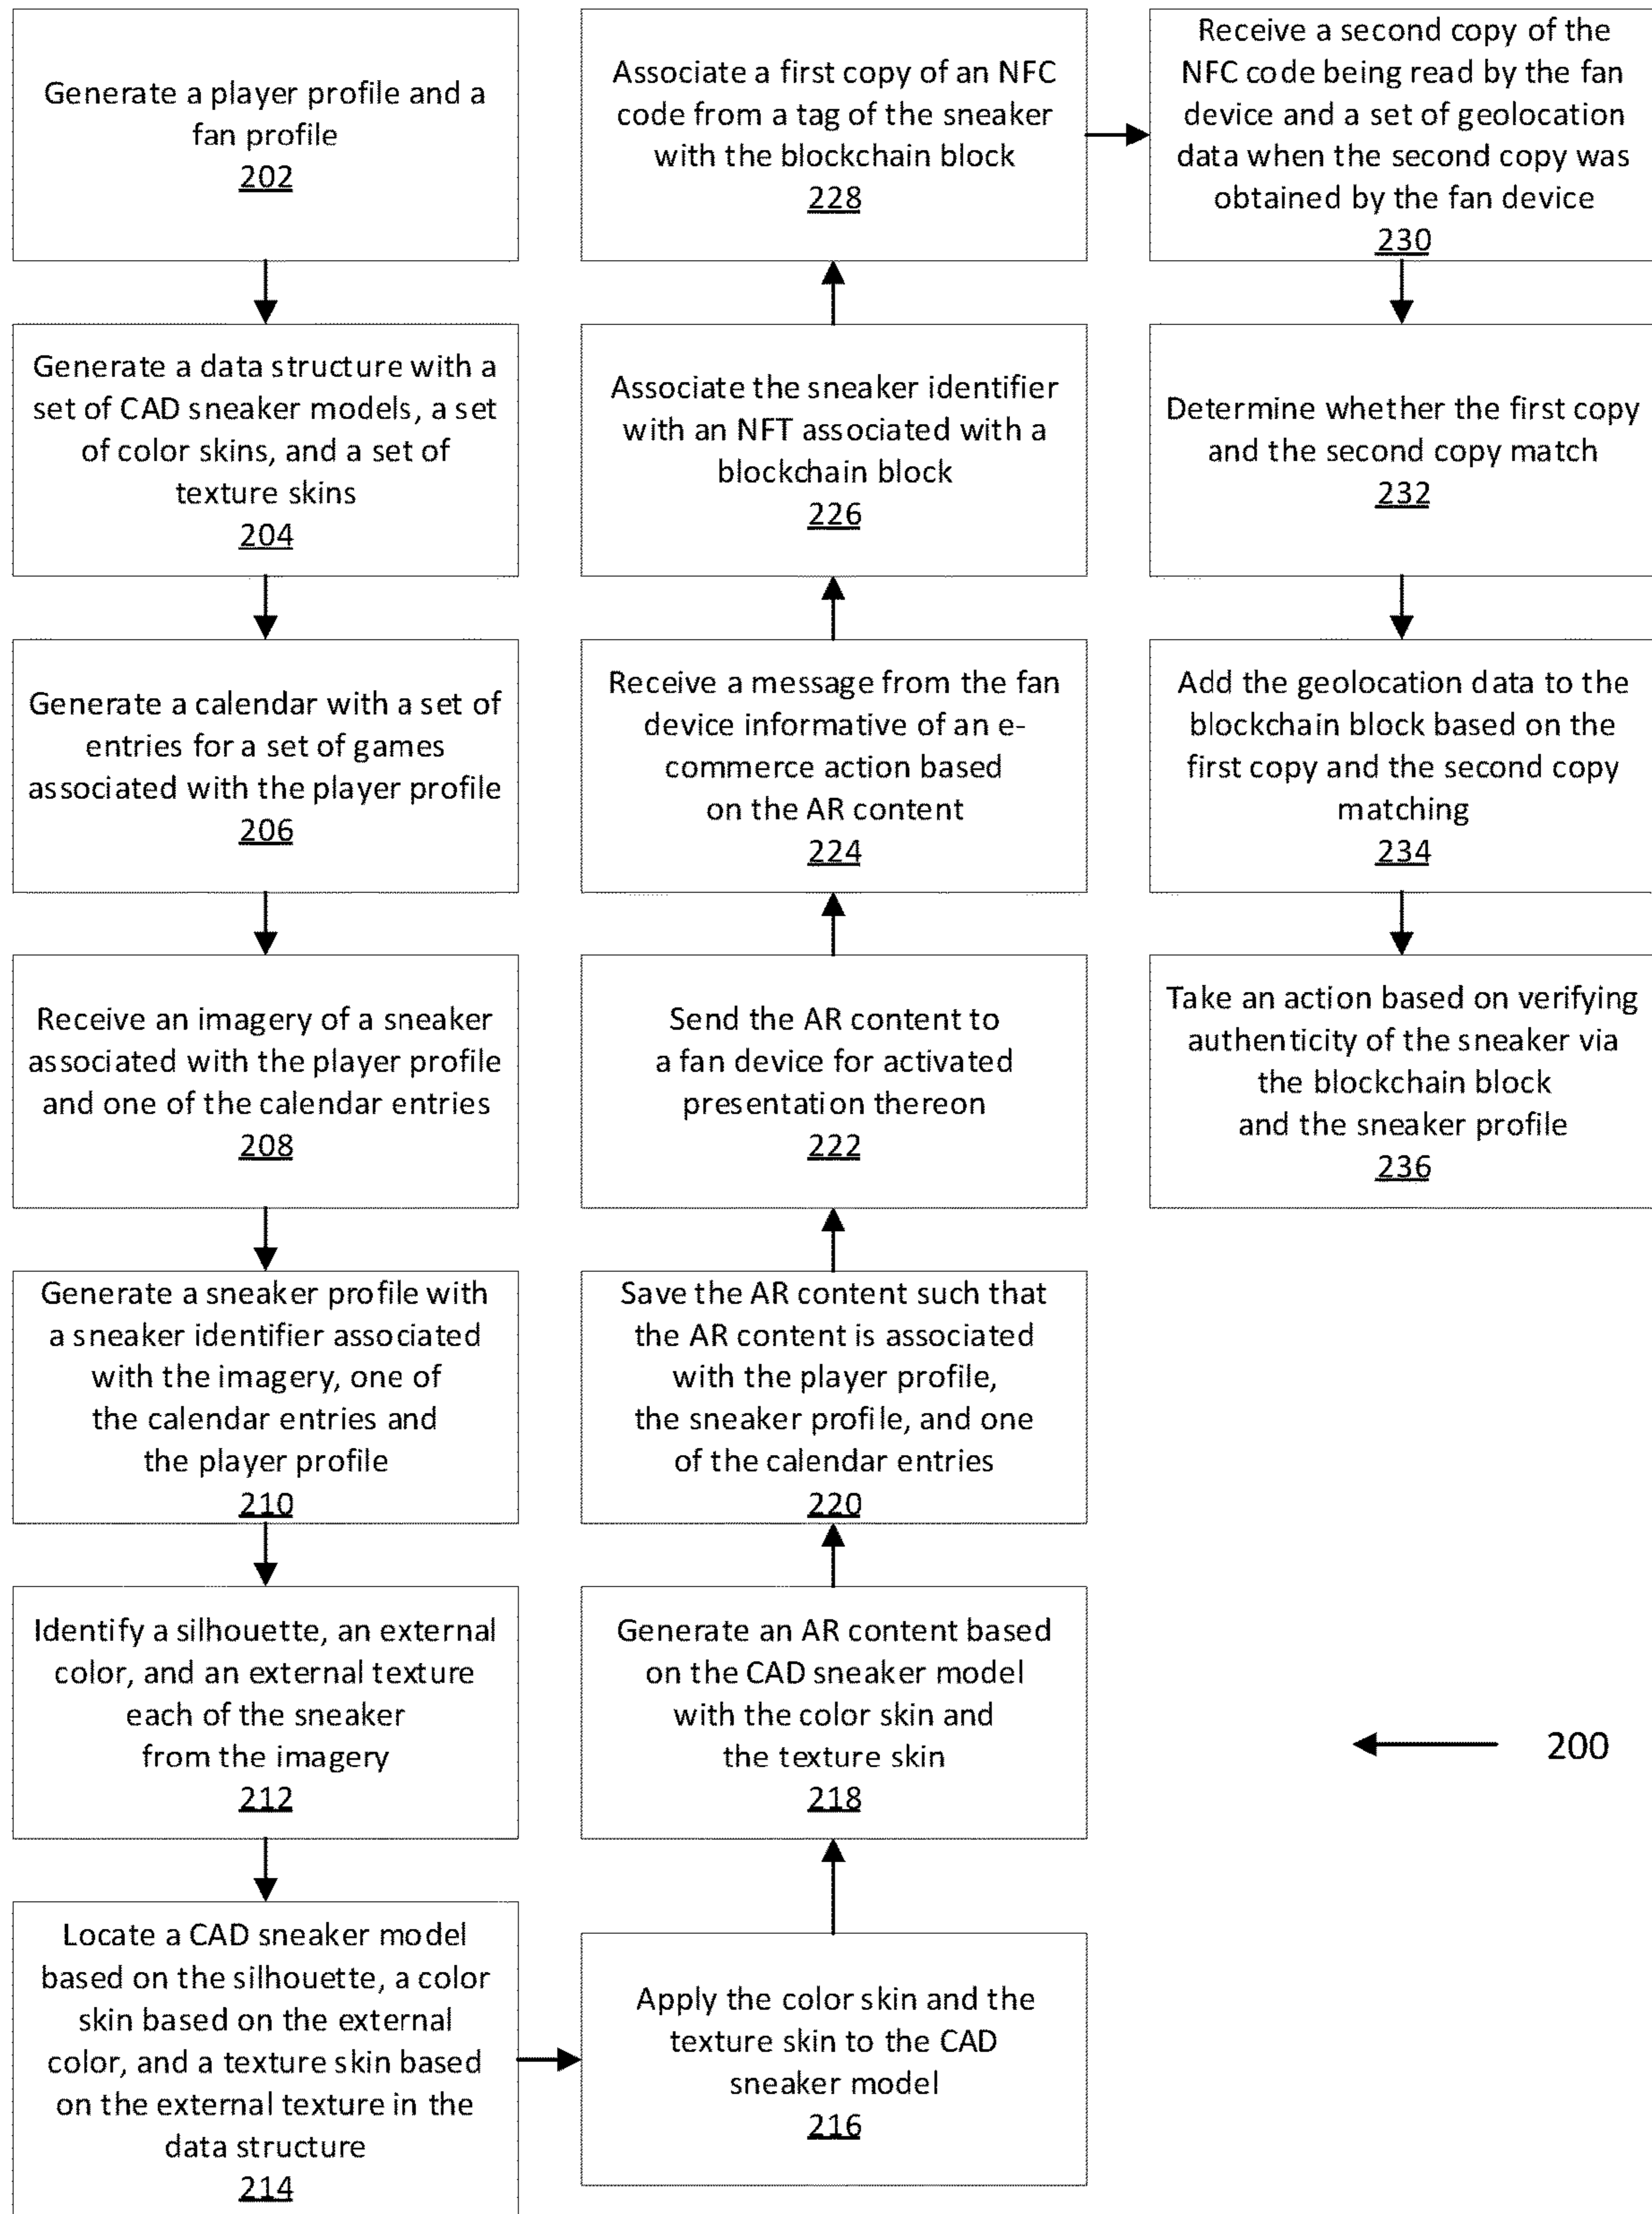 Generate a player profile and a
fan profile
202
Generate a data structure with a
set of CAD sneaker models, a set
of color skins, and a set of
texture skins
204
Generate a calendar with a set of
entries for a set of games
associated with the player profile
206
Receive an imagery of a sneaker
associated with the player profile
and one of the calendar entries
208
Generate a sneaker profile with
a sneaker identifier associated
with the imagery, one of
the calendar entries and
the player profile
210
Identify a silhouette, an external
color, and an external texture
each of the sneaker
from the imagery
212
Locate a CAD sneaker model
based on the silhouette, a color
skin based on the external
color, and a texture skin based
on the external texture in the
data structure
214
Apply the color skin and the
texture skin to the CAD
sneaker model
216
Generate an AR content based
on the CAD sneaker model
with the color skin and
the texture skin
218
Save the AR content such that
the AR content is associated
with the player profile,
the sneaker profile, and one
of the calendar entries
220
Send the AR content to
a fan device for activated
presentation thereon
222
Receive a message from the fan
device informative of an e-
commerce action based
on the AR content
224
Associate the sneaker identifier
with an NFT associated with a
blockchain block
226
Associate a first copy of an NFC
code from a tag of the sneaker
with the blockchain block
228
Receive a second copy of the
NFC code being read by the fan
device and a set of geolocation
data when the second copy was
obtained by the fan device
230
Determine whether the first copy
and the second copy match
232
Add the geolocation data to the
blockchain block based on the
first copy and the second copy
matching
234
Take an action based on verifying
authenticity of the sneaker via
the blockchain block
and the sneaker profile
236
200